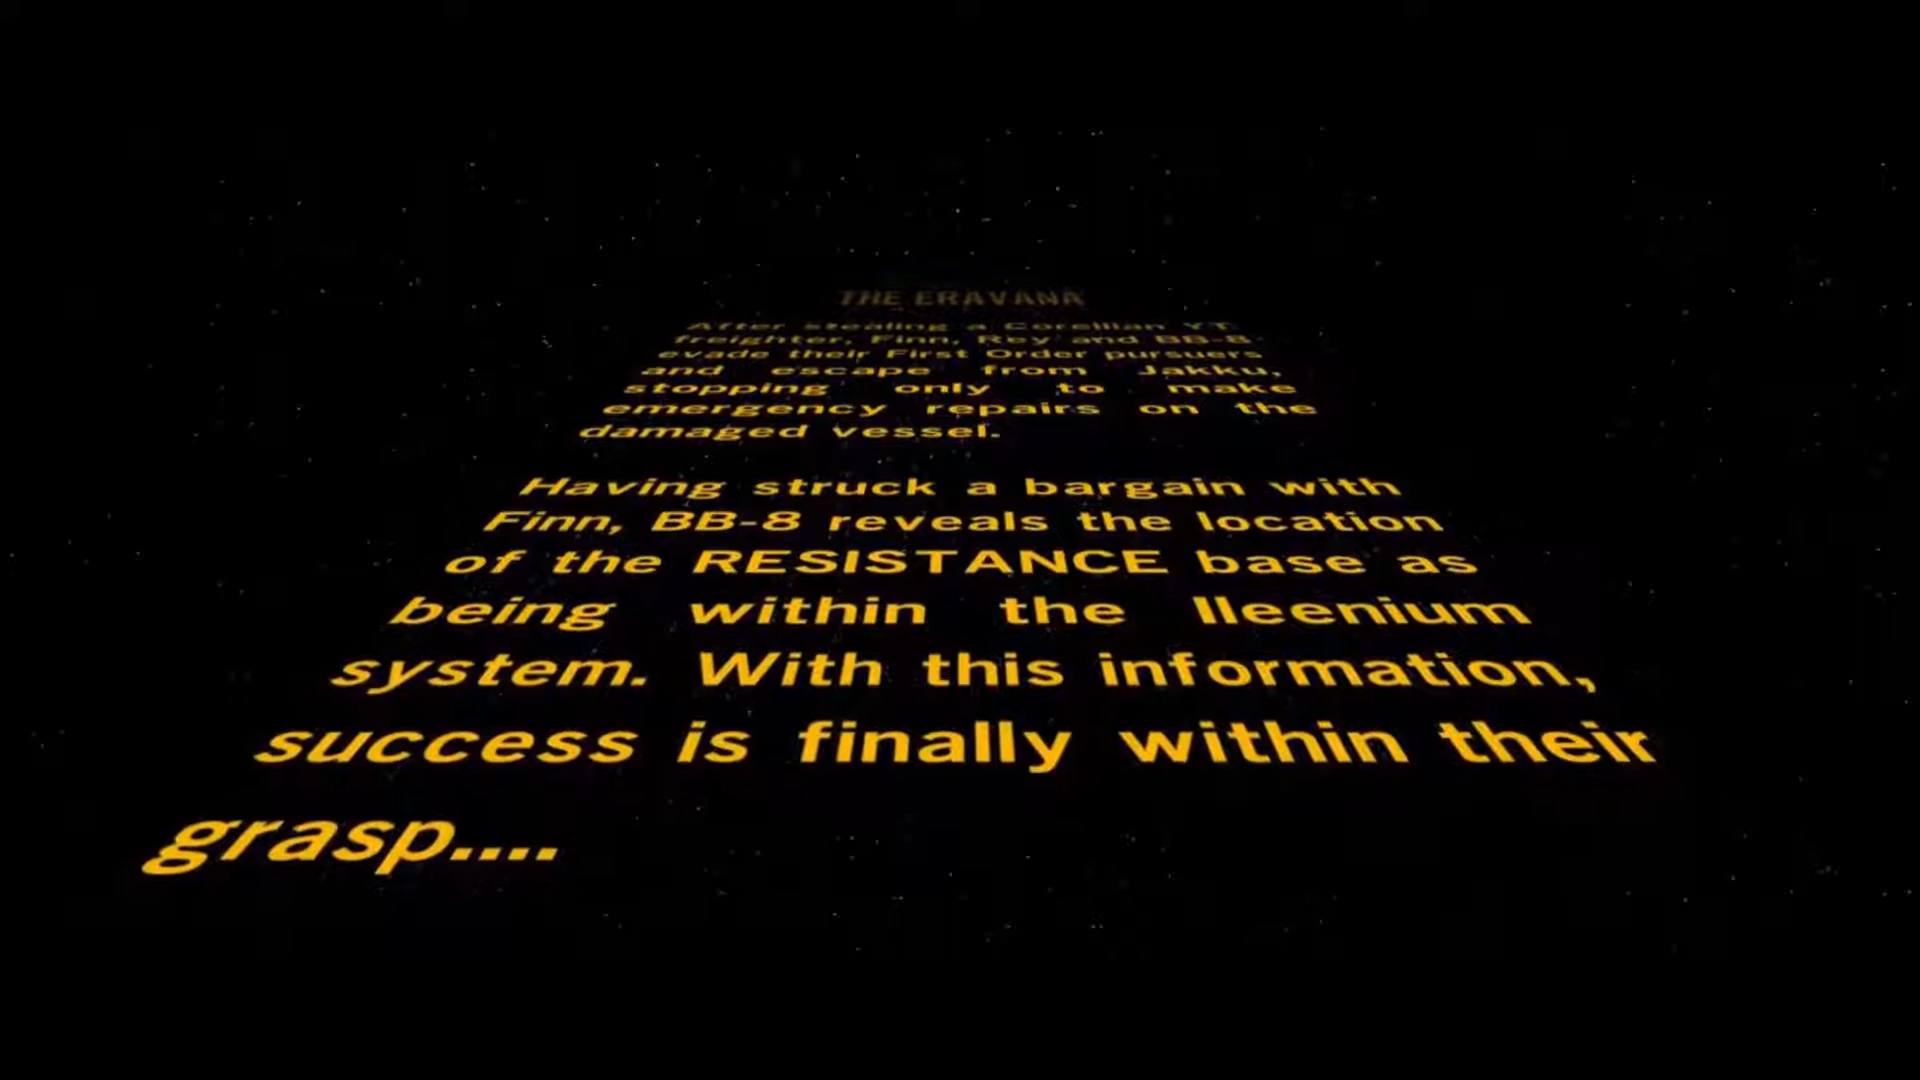 THE ERAVANA
After stealing a Corellian YT
freighter, Finn, Rey and BB-8
evade their First Order pursuers
and escape from Jakku,
stopping only to make
emergency repairs on the
damaged vessel.
Having struck a bargain with
Finn, BB-8 reveals the location
of the RESISTANCE base as
being within the Ileenium
system. With this information,
success is finally within their
grasp....